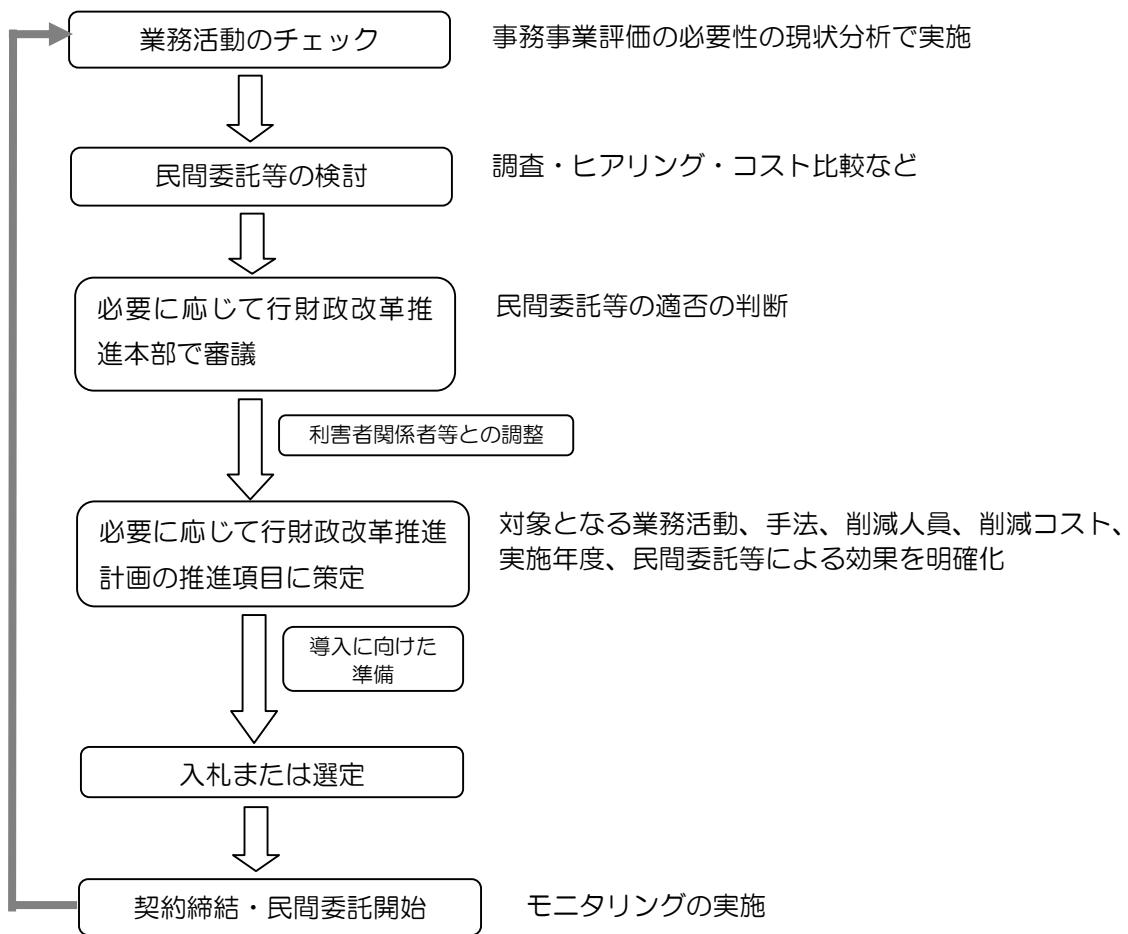 業務活動のチェック
事務事業評価の必要性の現状分析で実施
民間委託等の検討
調査・ヒアリング・コスト比較など
必要に応じて行財政改革推
進本部で審議
民間委託等の適否の判断
利害者関係者等との調整
必要に応じて行財政改革推進
計画の推進項目に策定
対象となる業務活動、手法、削減人員、削減コスト、
実施年度、民間委託等による効果を明確化
導入に向けた
準備
入札または選定
契約締結・民間委託開始
モニタリングの実施